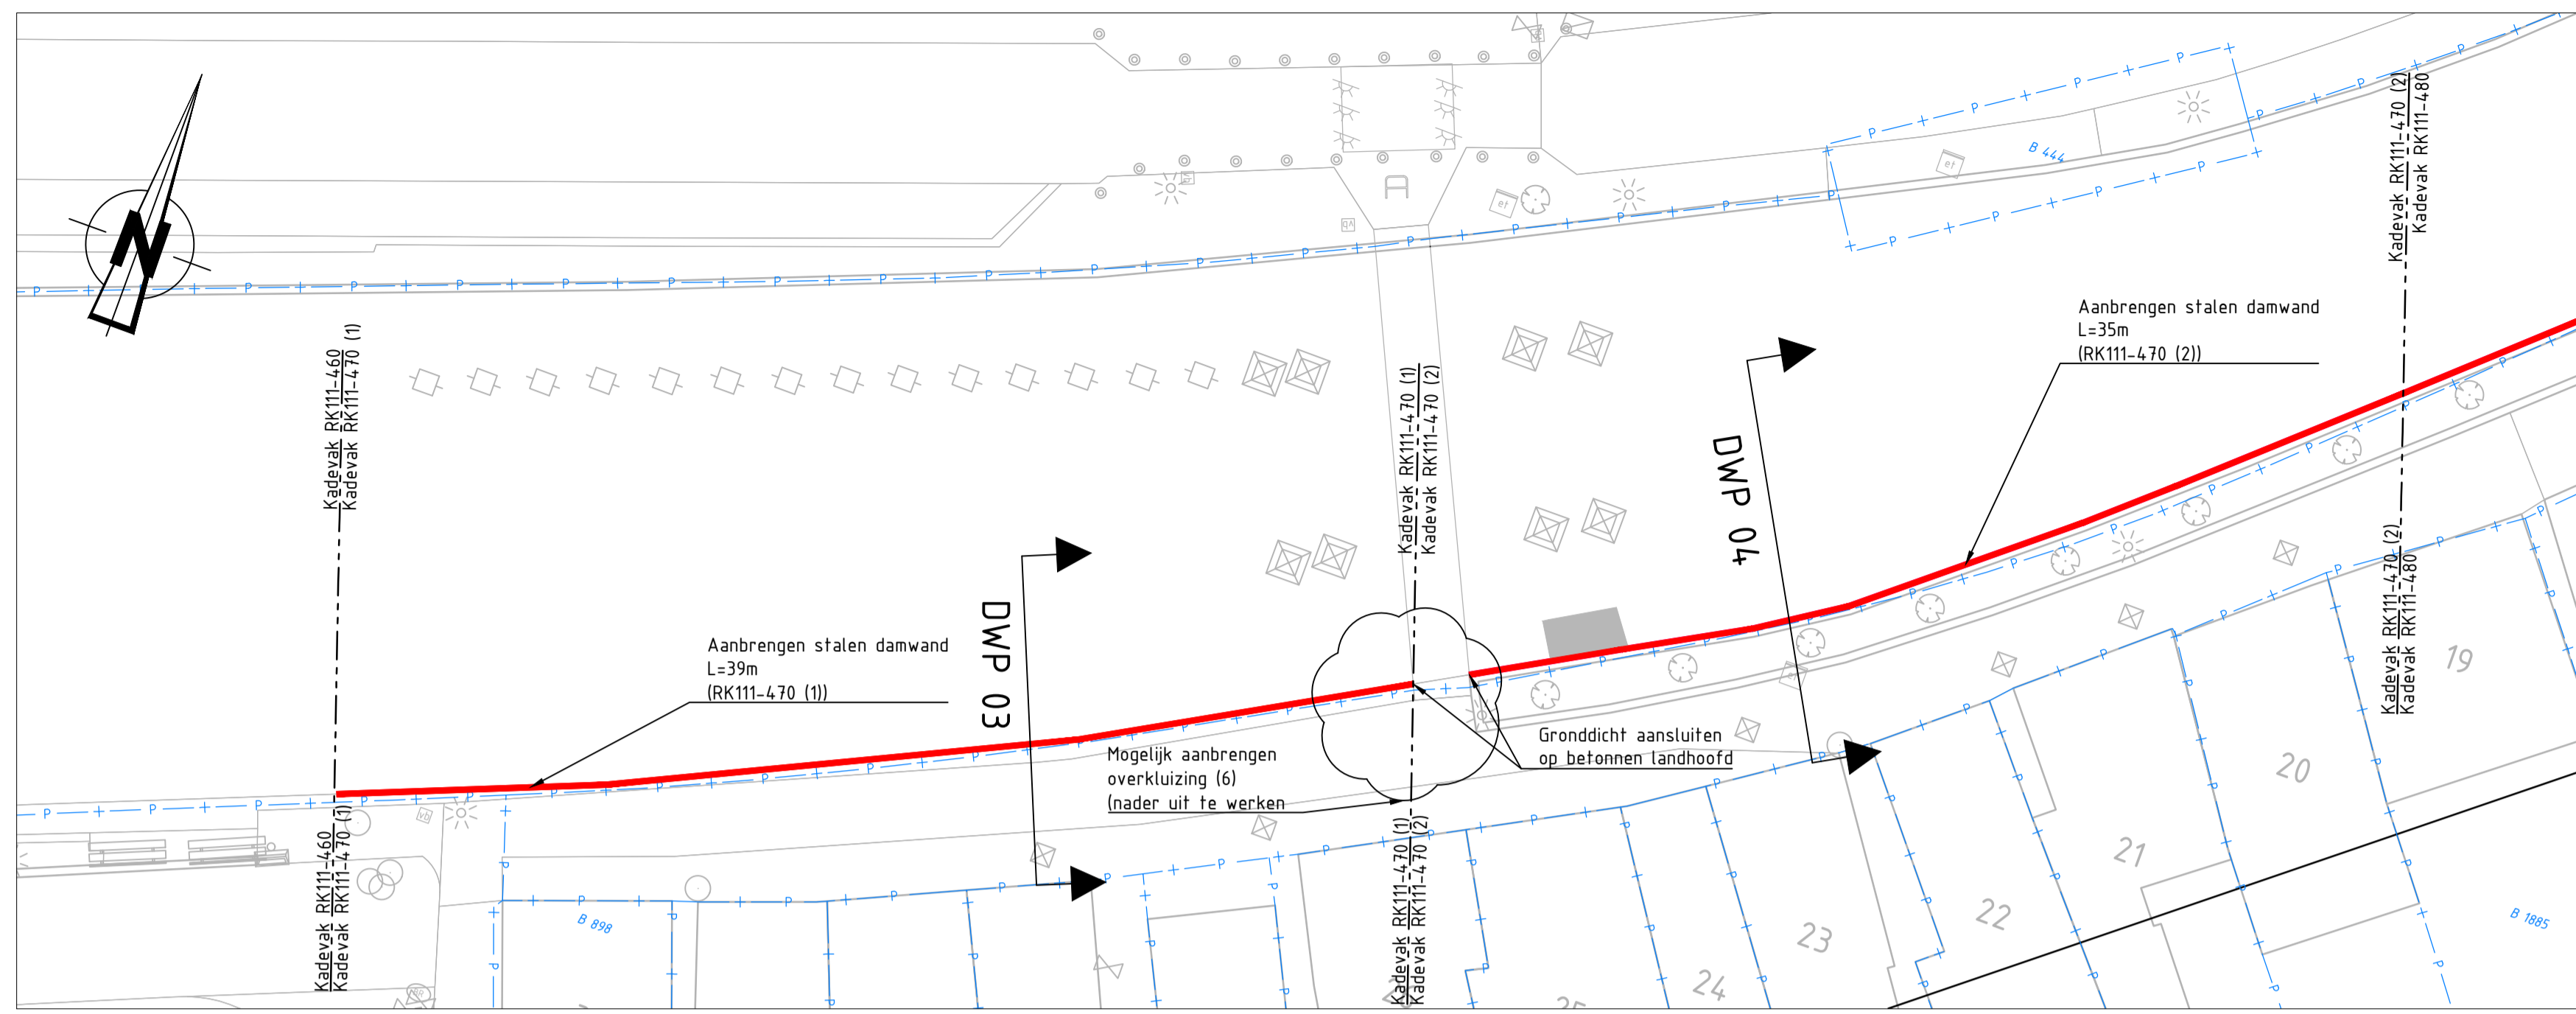 N
A
et
et
B 444
Kadevak RK111-470 (2)
Kadevak RK111-480
Aanbrengen stalen damwand
L=35m
(RK111-470 (2))
Kadevak RK111-460
Kadevak RK111-470 (1)
Kadevak RK111-470 (1)
Kadevak RK111-470 (2)
DWP 04
DWP 03
Aanbrengen stalen damwand
L=39m
(RK111-470 (1))
Mogelijk aanbrengen
overkluizing (6)
(nader uit te werken
Gronddicht aansluiten
op betonnen landhoofd
Kadevak RK111-470 (2)
Kadevak RK111-480
Kadevak RK111-460
Kadevak RK111-470 (1)
Kadevak RK111-470 (1)
Kadevak RK111-470 (2)
vb
B 898
19
20
21
22
23
24
25
B 1885